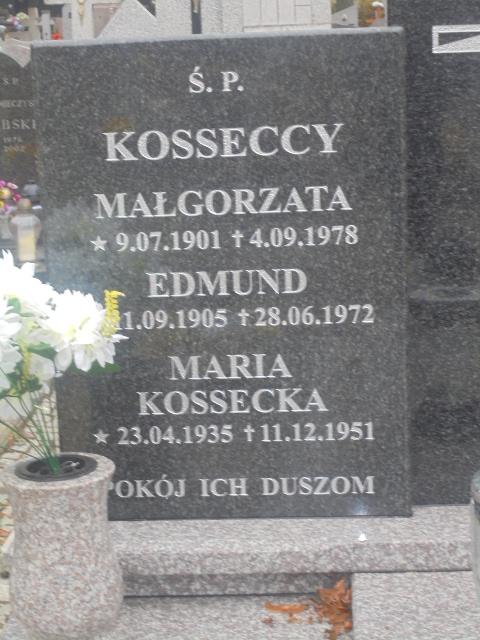 Ś. P.
KOSSECCY
MAŁGORZATA
★ 9.07.1901 † 4.09.1978
EDMUND
11.09.1905 † 28.06.1972
MARIA
KOSSECKA
★ 23.04.1935 † 11.12.1951
POKÓJ ICH DUSZOM